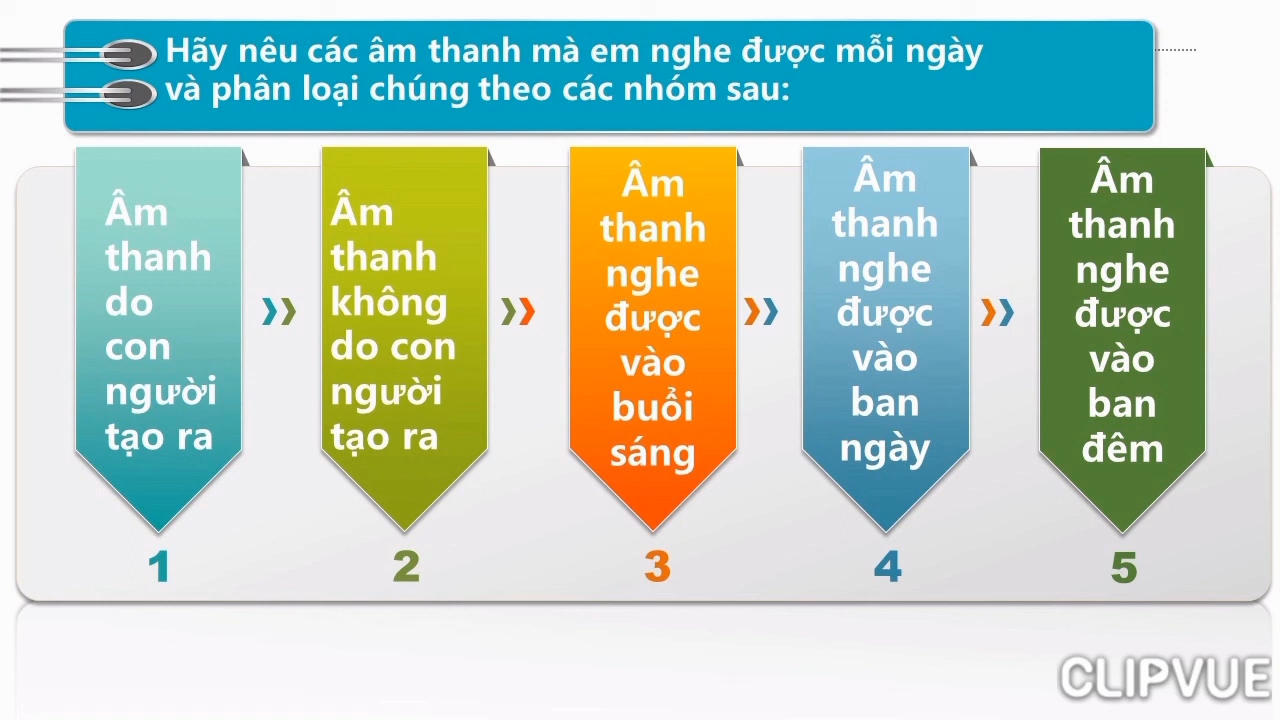 Hãy nêu các âm thanh mà em nghe được mỗi ngày
và phân loại chúng theo các nhóm sau:
Âm
thanh
do
con
người
tạo ra
1
Âm
thanh
không
do con
người
tạo ra
2
Âm
thanh
nghe
được
vào
buổi
sáng
3
Âm
thanh
nghe
được
vào
ban
ngày
4
Âm
thanh
nghe
được
vào
ban
đêm
5
CLIPVUE